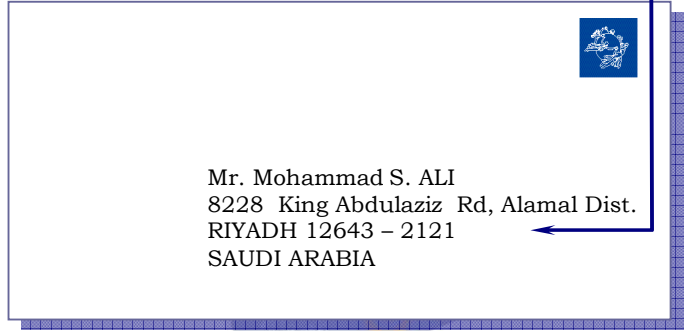 Mr. Mohammad S. ALI
8228 King Abdulaziz Rd, Alamal Dist.
RIYADH 12643 – 2121
SAUDI ARABIA